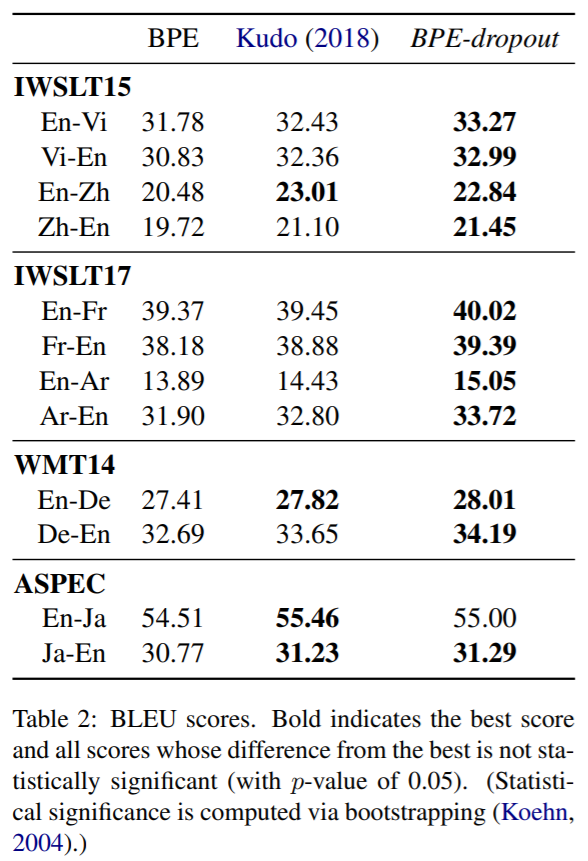 BPE Kudo (2018) BPE-dropout
IWSLT15
En-Vi 31.78 32.43 33.27
Vi-En 30.83 32.36 32.99
En-Zh 20.48 23.01 22.84
Zh-En 19.72 21.10 21.45
IWSLT17
En-Fr 39.37 39.45 40.02
Fr-En 38.18 38.88 39.39
En-Ar 13.89 14.43 15.05
Ar-En 31.90 32.80 33.72
WMT14
En-De 27.41 27.82 28.01
De-En 32.69 33.65 34.19
ASPEC
En-Ja 54.51 55.46 55.00
Ja-En 30.77 31.23 31.29
Table 2: BLEU scores. Bold indicates the best score
and all scores whose difference from the best is not sta-
tistically significant (with p-value of 0.05). (Statisti-
cal significance is computed via bootstrapping (Koehn,
2004).)